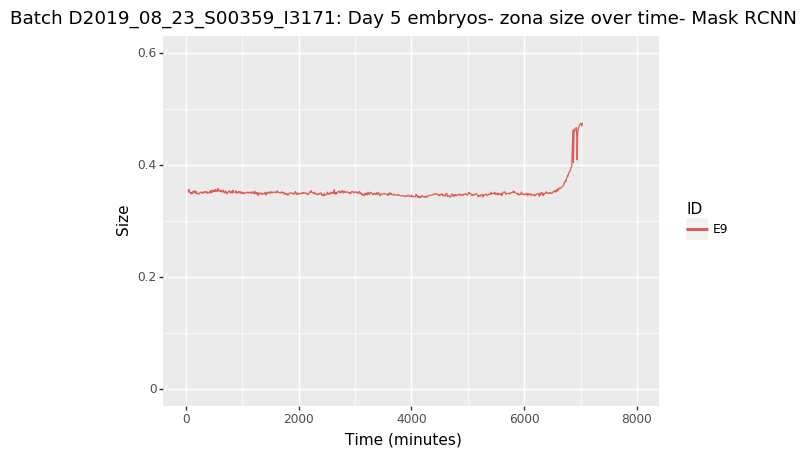 Batch D2019_08_23_S00359_I3171: Day 5 embryos- zona size over time- Mask RCNN
0.6
0.4
0.2
0
Size
0 2000 4000 6000 8000
Time (minutes)
ID
E9